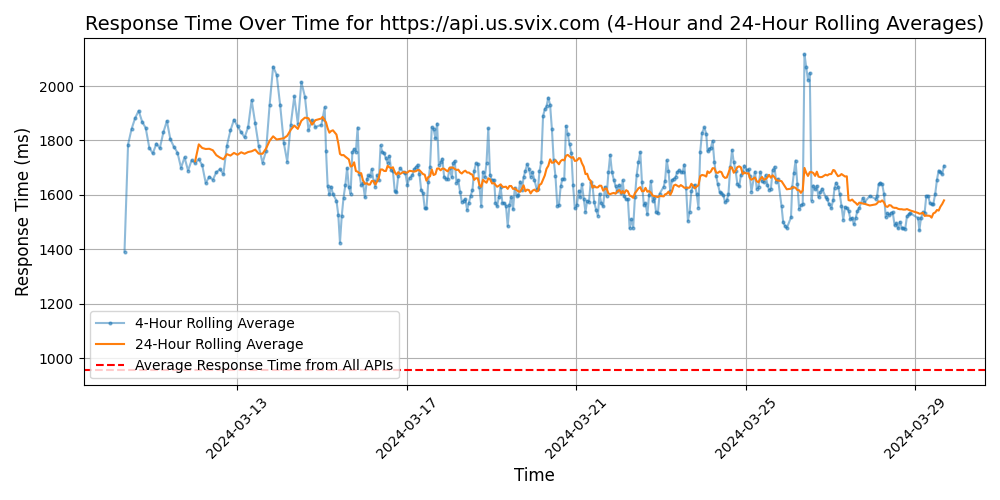 Response Time Over Time for https://api.us.svix.com (4-Hour and 24-Hour Rolling Averages)
Response Time (ms)
2000
1800
1600
1400
1200
1000
4-Hour Rolling Average
24-Hour Rolling Average
Average Response Time from All APIs
2024-03-13
2024-03-17
2024-03-21
2024-03-25
2024-03-29
Time